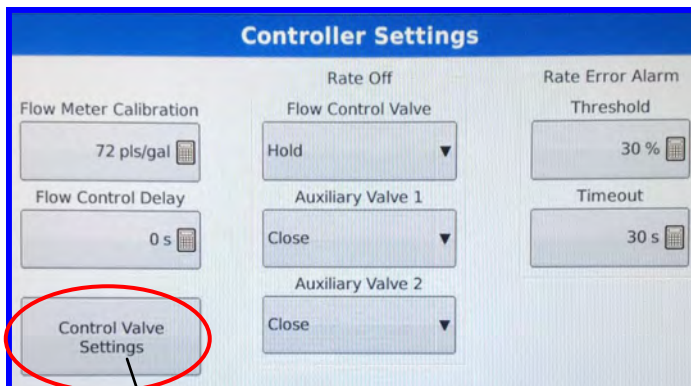 Controller Settings
Rate Off
Rate Error Alarm
Flow Meter Calibration
Flow Control Valve
Threshold
72 pls/gal
Hold
30 %
Flow Control Delay
Auxiliary Valve 1
Timeout
0 s
Close
30 s
Auxiliary Valve 2
Control Valve
Settings
Close